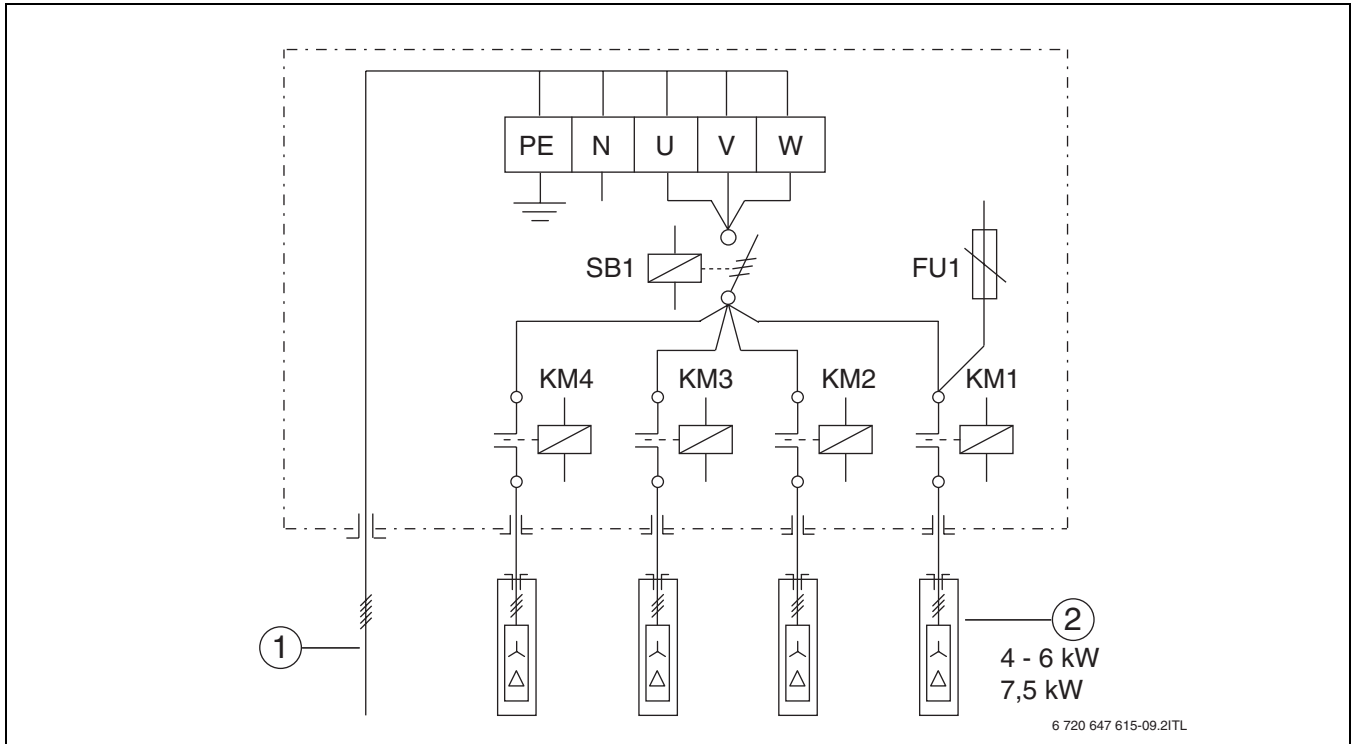 PE N U V W
SB1
FU1
KM4 KM3 KM2 KM1
1
2
4 - 6 kW
7,5 kW
6 720 647 615-09.2ITL